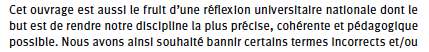 Cet ouvrage est aussi le fruit d'une réflexion universitaire nationale dont le
but est de rendre notre discipline la plus précise, cohérente et pédagogique
possible. Nous avons ainsi souhaité bannir certains termes incorrects et/ou